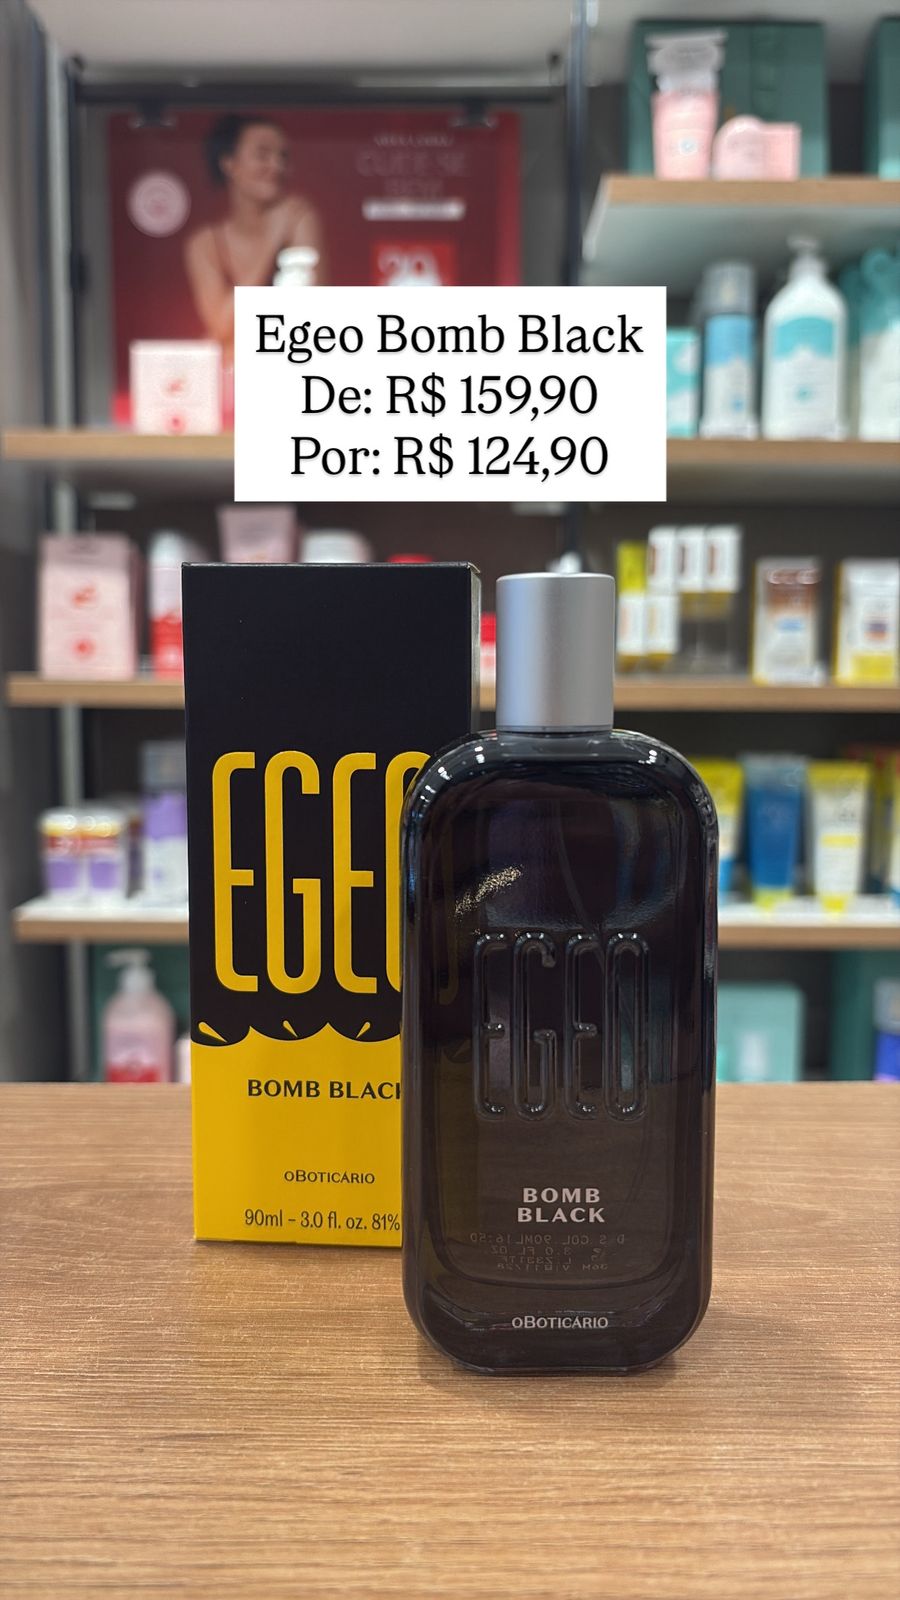 Egeo Bomb Black
De: R$ 159,90
Por: R$ 124,90
EGEO
BOMB BLACK
oBOTICÁRIO
90ml - 3.0 fl. oz. 81%
EGEO
BOMB
BLACK
oBOTICÁRIO